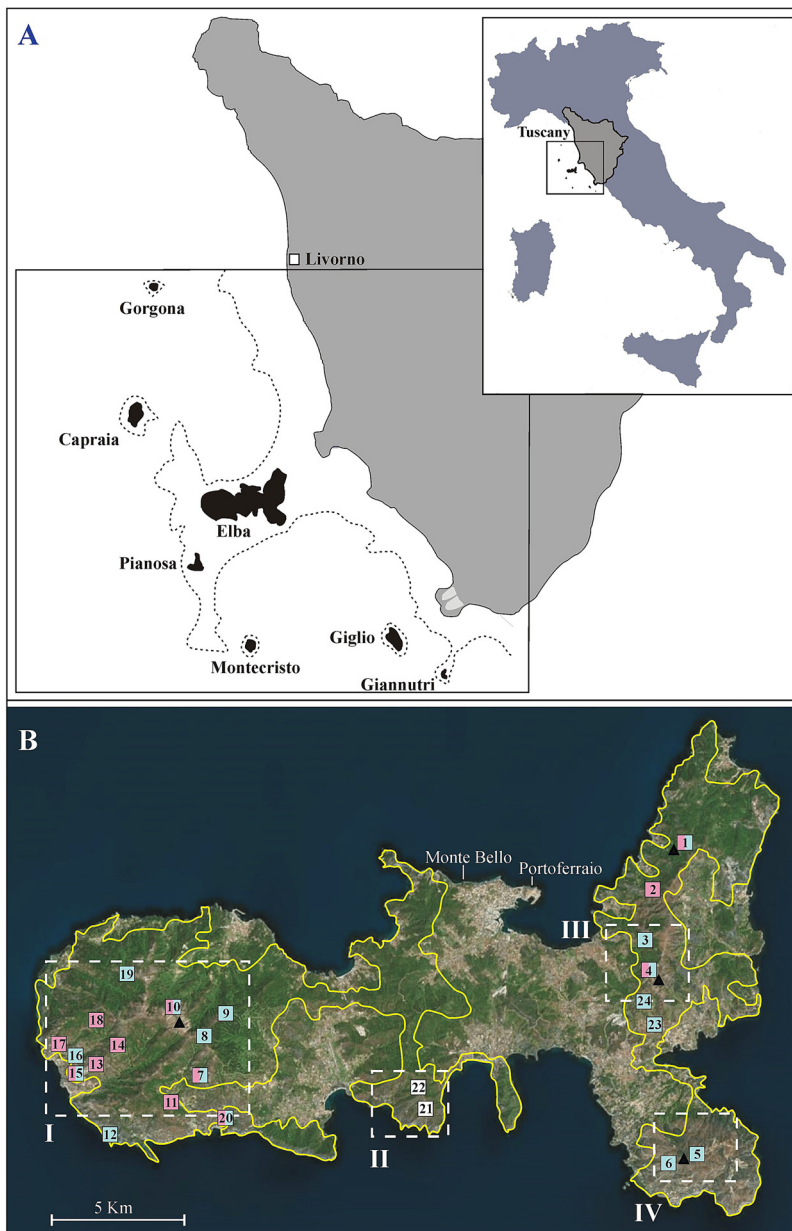 A
Tuscany
Livorno
Gorgona
Capraia
Elba
Pianosa
Giglio
Montecristo
Giannutri
B
1
Monte Bello
Portoferraio
2
III
3
19
4
10
9
24
18
8
23
17
14
16
13
15
7
22
11
21
20
I
12
II
5
6
5 Km
IV